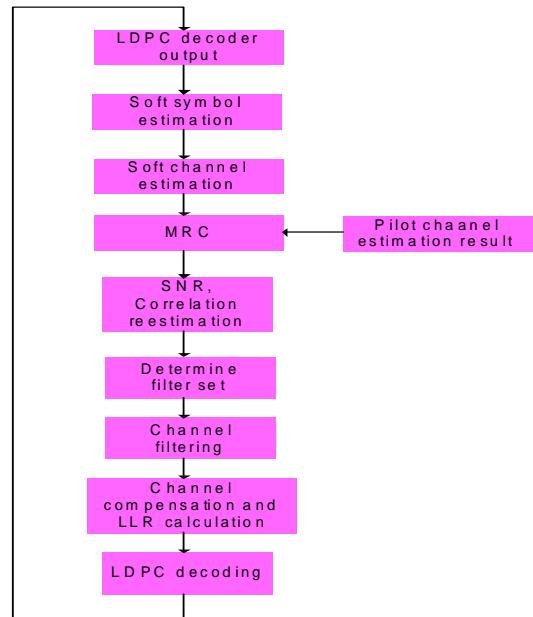 LDPC decoder
output
Soft symbol
estimation
Soft channel
estimation
MRC
Pilot chaanel
estimation result
SNR,
Correlation
reestimation
Determine
filter set
Channel
filtering
Channel
compensation and
LLR calculation
LDPC decoding